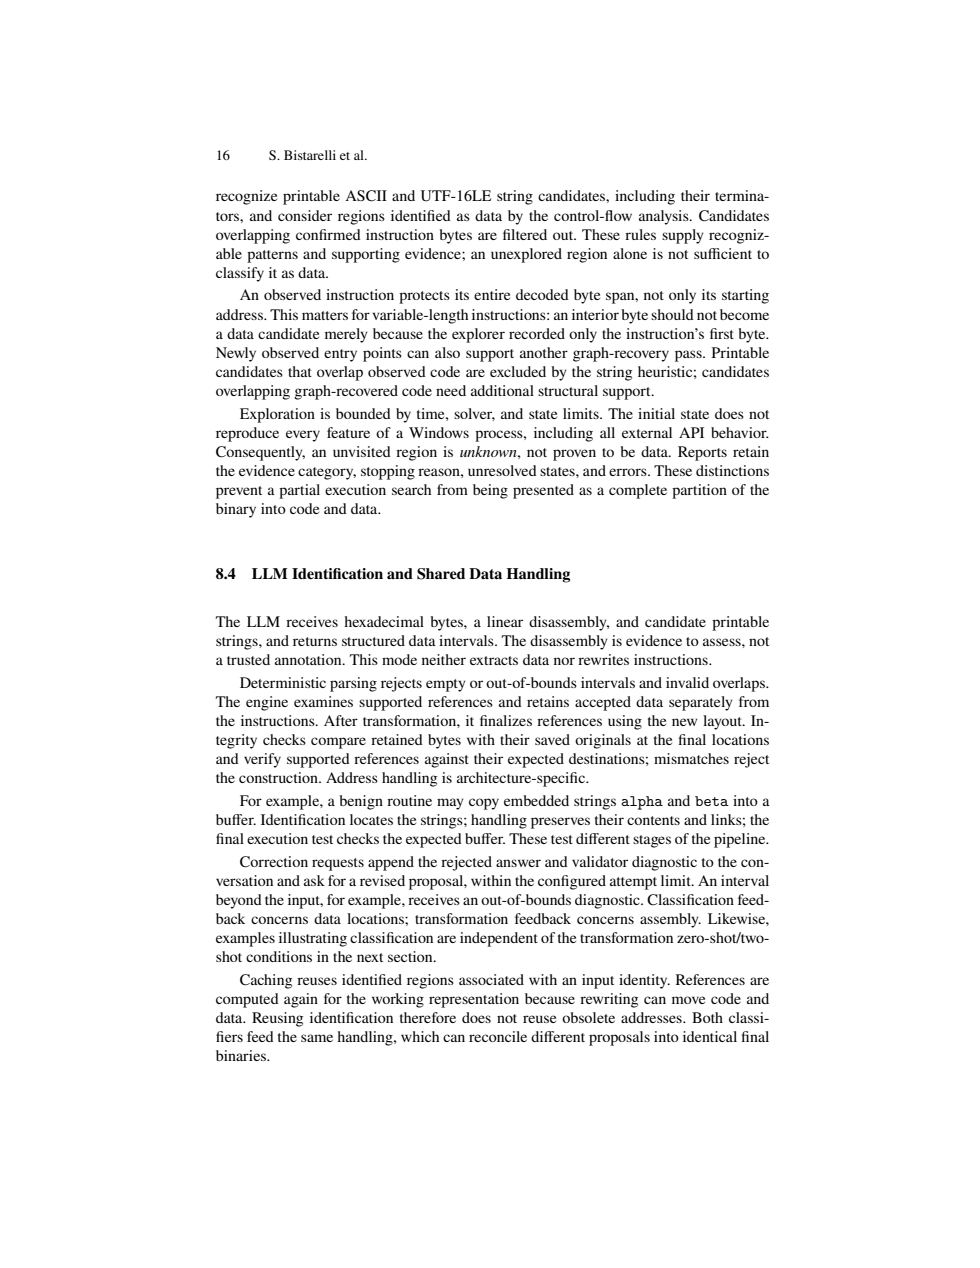 16 S. Bistarelli et al.
recognize printable ASCII and UTF-16LE string candidates, including their termina-
tors, and consider regions identified as data by the control-flow analysis. Candidates
overlapping confirmed instruction bytes are filtered out. These rules supply recogniz-
able patterns and supporting evidence; an unexplored region alone is not sufficient to
classify it as data.
An observed instruction protects its entire decoded byte span, not only its starting
address. This matters for variable-length instructions: an interior byte should not become
a data candidate merely because the explorer recorded only the instruction's first byte.
Newly observed entry points can also support another graph-recovery pass. Printable
candidates that overlap observed code are excluded by the string heuristic; candidates
overlapping graph-recovered code need additional structural support.
Exploration is bounded by time, solver, and state limits. The initial state does not
reproduce every feature of a Windows process, including all external API behavior.
Consequently, an unvisited region is unknown, not proven to be data. Reports retain
the evidence category, stopping reason, unresolved states, and errors. These distinctions
prevent a partial execution search from being presented as a complete partition of the
binary into code and data.
8.4 LLM Identification and Shared Data Handling
The LLM receives hexadecimal bytes, a linear disassembly, and candidate printable
strings, and returns structured data intervals. The disassembly is evidence to assess, not
a trusted annotation. This mode neither extracts data nor rewrites instructions.
Deterministic parsing rejects empty or out-of-bounds intervals and invalid overlaps.
The engine examines supported references and retains accepted data separately from
the instructions. After transformation, it finalizes references using the new layout. In-
tegrity checks compare retained bytes with their saved originals at the final locations
and verify supported references against their expected destinations; mismatches reject
the construction. Address handling is architecture-specific.
For example, a benign routine may copy embedded strings alpha and beta into a
buffer. Identification locates the strings; handling preserves their contents and links; the
final execution test checks the expected buffer. These test different stages of the pipeline.
Correction requests append the rejected answer and validator diagnostic to the con-
versation and ask for a revised proposal, within the configured attempt limit. An interval
beyond the input, for example, receives an out-of-bounds diagnostic. Classification feed-
back concerns data locations; transformation feedback concerns assembly. Likewise,
examples illustrating classification are independent of the transformation zero-shot/two-
shot conditions in the next section.
Caching reuses identified regions associated with an input identity. References are
computed again for the working representation because rewriting can move code and
data. Reusing identification therefore does not reuse obsolete addresses. Both classi-
fiers feed the same handling, which can reconcile different proposals into identical final
binaries.